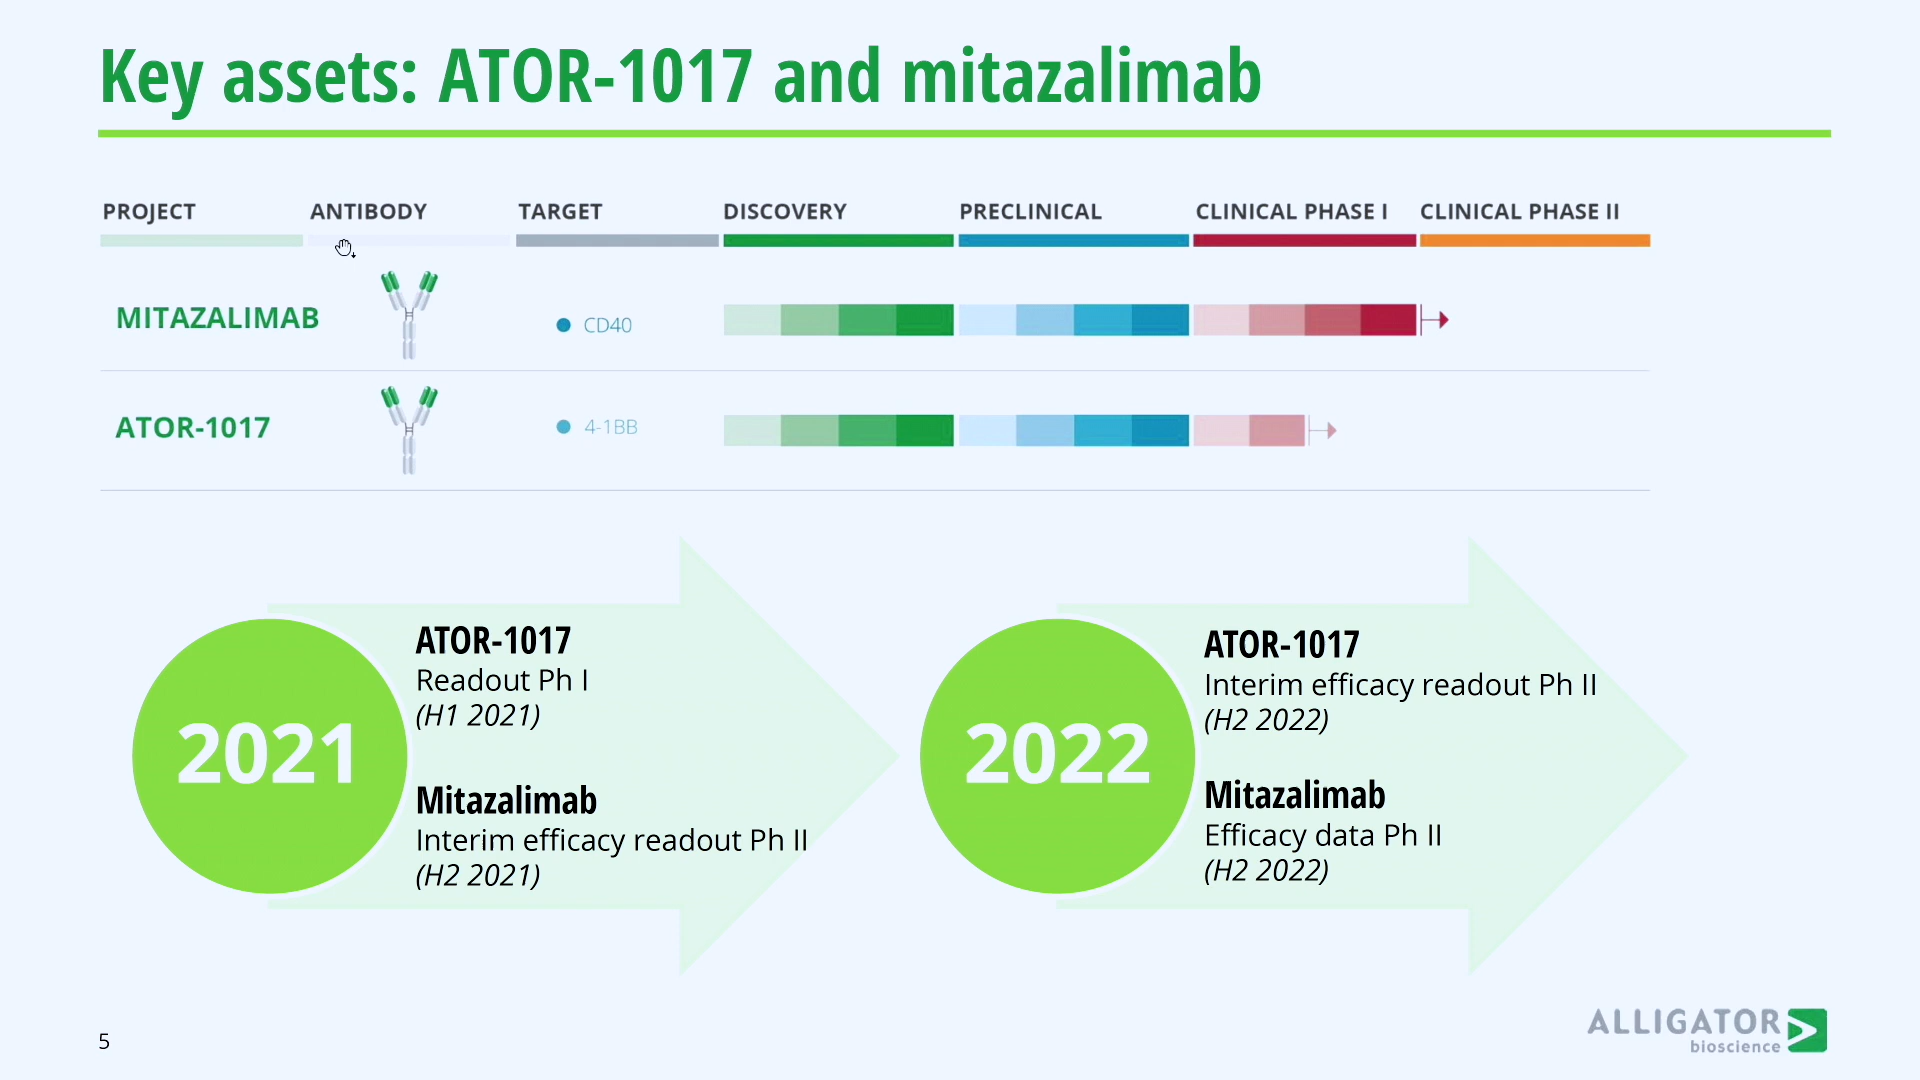 Key assets: ATOR-1017 and mitazalimab
PROJECT ANTIBODY TARGET DISCOVERY PRECLINICAL CLINICAL PHASE I CLINICAL PHASE II
MITAZALIMAB CD40
ATOR-1017 4-1BB
2021
ATOR-1017
Readout Ph I
(H1 2021)
Mitazalimab
Interim efficacy readout Ph II
(H2 2021)
2022
ATOR-1017
Interim efficacy readout Ph II
(H2 2022)
Mitazalimab
Efficacy data Ph II
(H2 2022)
5
ALLIGATOR
bioscience